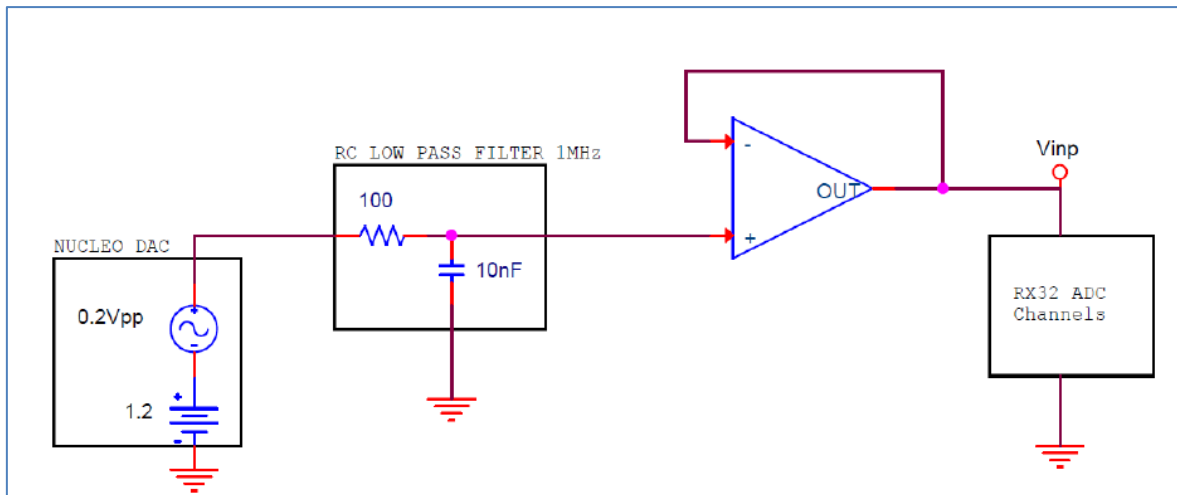 RC LOW PASS FILTER 1MHz
100
10nF
NUCLEO DAC
0.2Vpp
+
-
1.2
+
-
-
+
OUT
Vinp
RX32 ADC
Channels